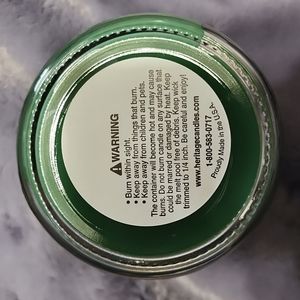 ⚠WARNING
• Burn within sight.
• Keep away from things that burn.
• Keep away from children and pets.
The container will become hot and may cause
burns. Do not burn candle on any surface that
could be marred or damaged by heat. Keep
the melt pool free of debris. Keep wick
trimmed to 1/4 inch. Be careful and enjoy!
www.heritagecandles.com
1-800-583-0717
Proudly Made in the U.S.A.